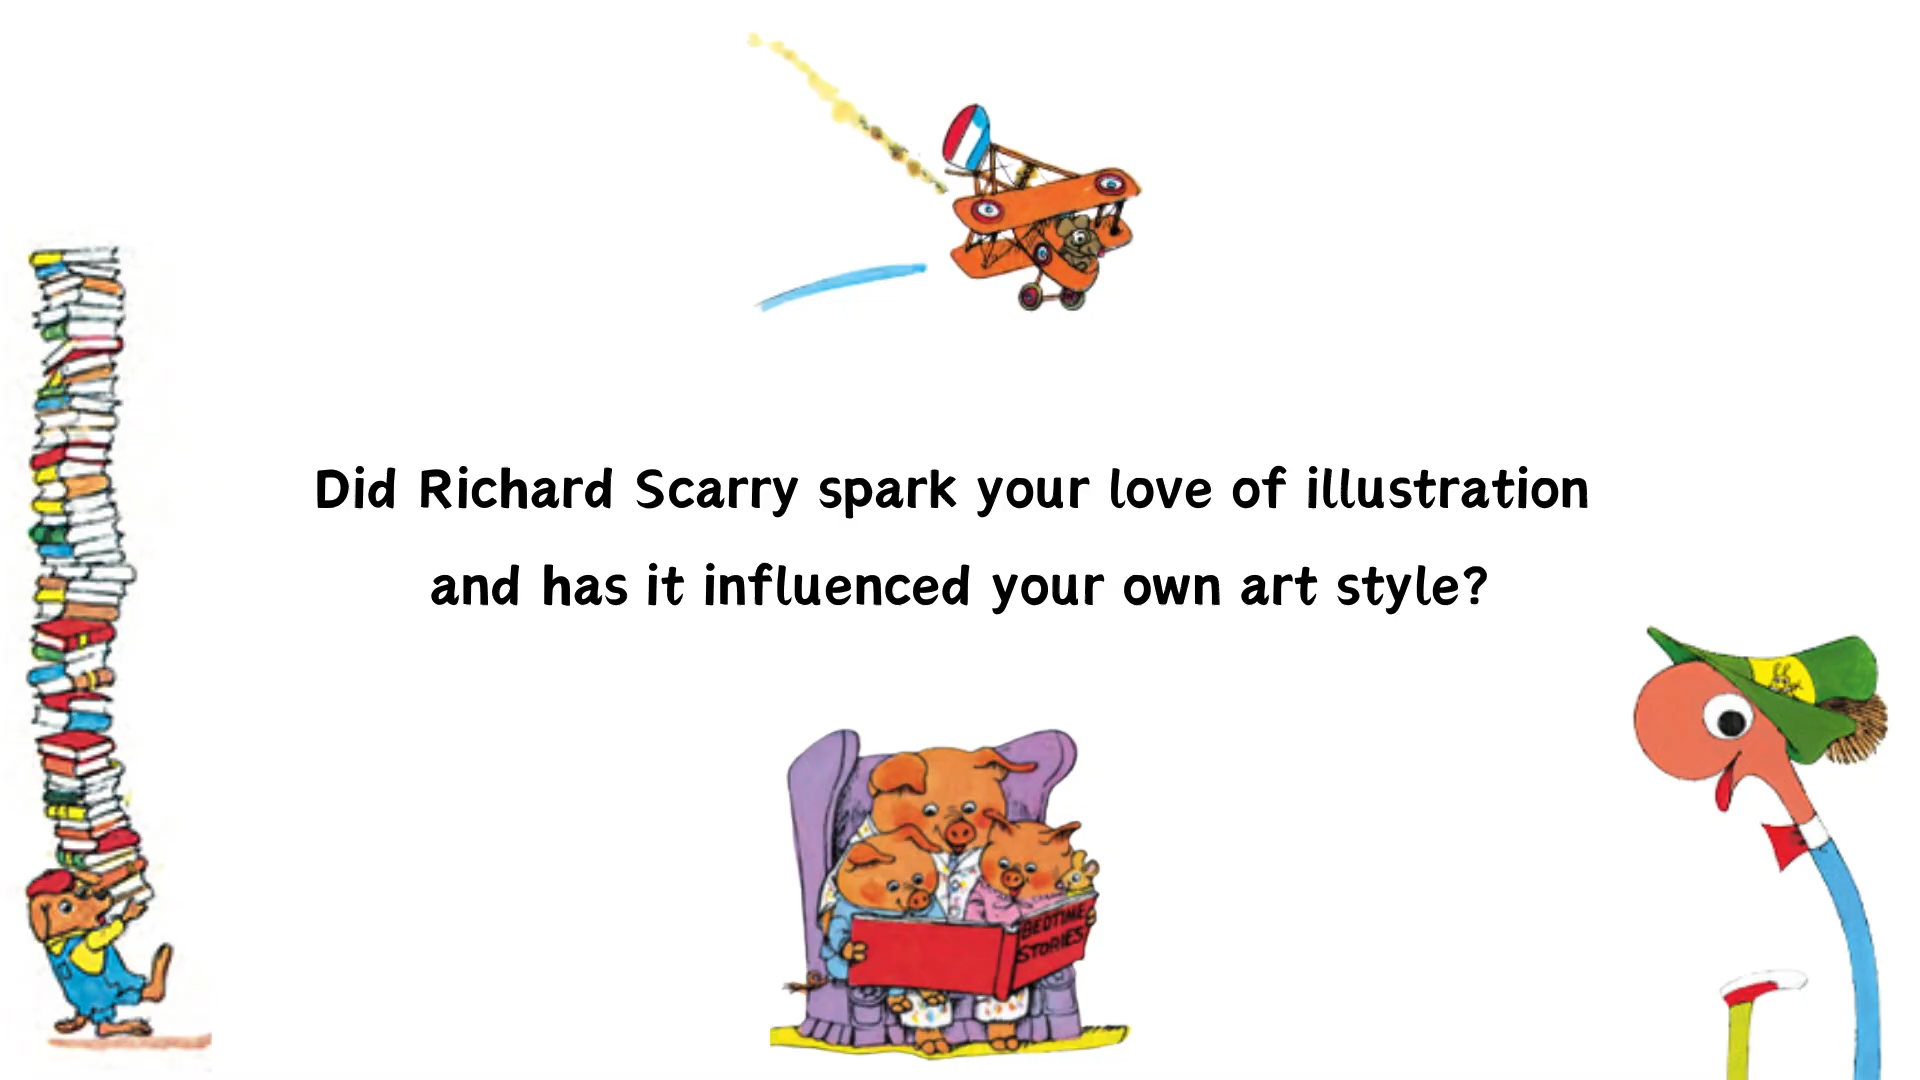 Did Richard Scarry spark your love of illustration
and has it influenced your own art style?
BEDTIME
STORIES